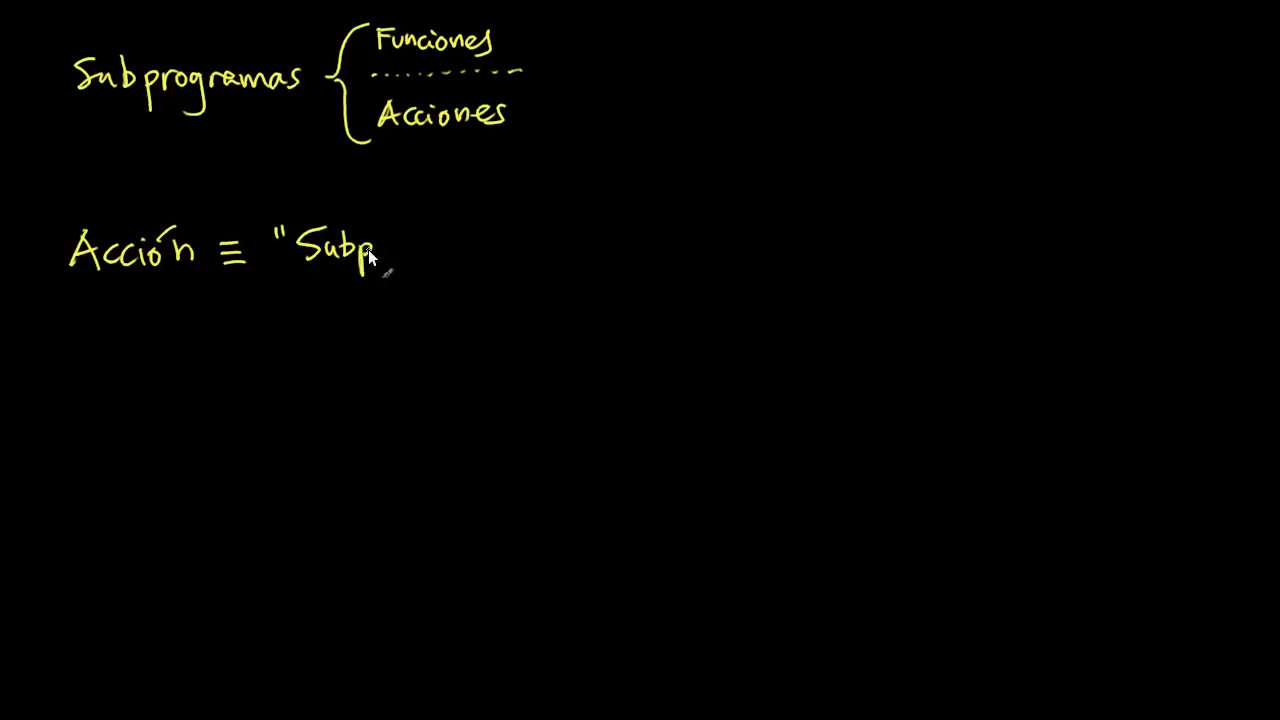 Funciones
Subprogramas
Acciones
Acción ≡ "Subp